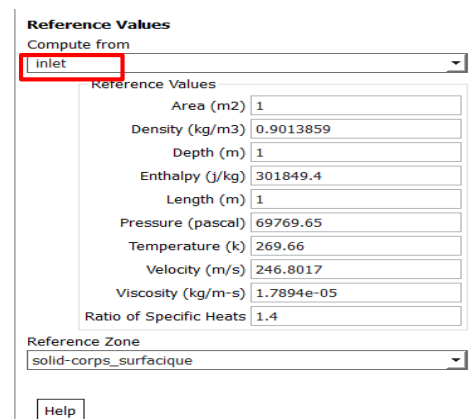 Reference Values
Compute from
inlet
Reference Values
Area (m2) 1
Density (kg/m3) 0.9013859
Depth (m) 1
Enthalpy (j/kg) 301849.4
Length (m) 1
Pressure (pascal) 69769.65
Temperature (k) 269.66
Velocity (m/s) 246.8017
Viscosity (kg/m-s) 1.7894e-05
Ratio of Specific Heats 1.4
Reference Zone
solid-corps_surfacique
Help